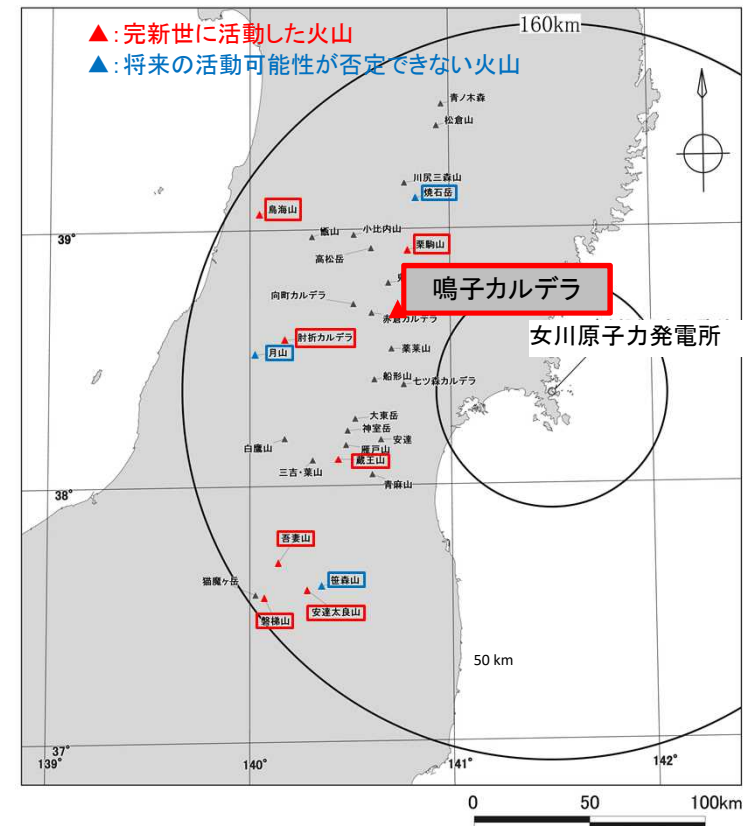 160km
▲:完新世に活動した火山
▲:将来の活動可能性が否定できない火山
青ノ木森
松倉山
川尻三森山
焼石岳
鳥海山
甑山
小比内山
39°
高松岳
栗駒山
鳴子カルデラ
向町カルデラ
赤倉カルデラ
女川原子力発電所
肘折カルデラ
月山
薬莱山
船形山
七ツ森カルデラ
大東岳
神室岳
安達
白鷹山
雁戸山
蔵王山
三吉・葉山
青麻山
38°
吾妻山
猫魔ヶ岳
笹森山
安達太良山
磐梯山
50 km
37°
139°
140°
141°
142°
0 50 100km